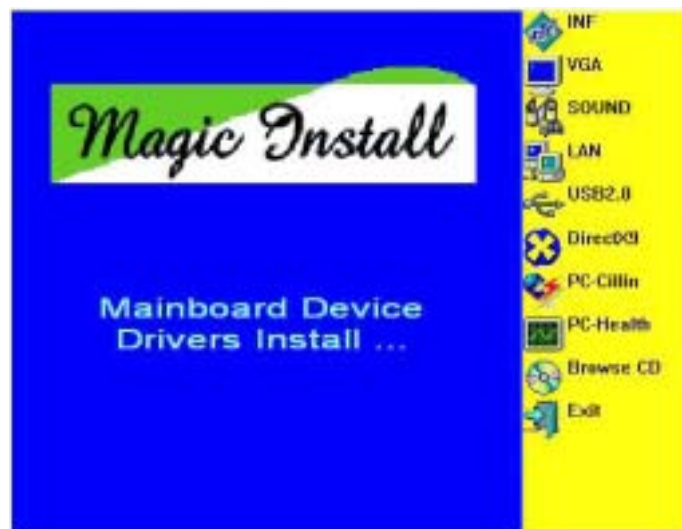 Magic Install
Mainboard Device
Drivers Install ...
INF
VGA
SOUND
LAN
USB2.0
DirectX9
PC-Cillin
PC-Health
Browse CD
Exit